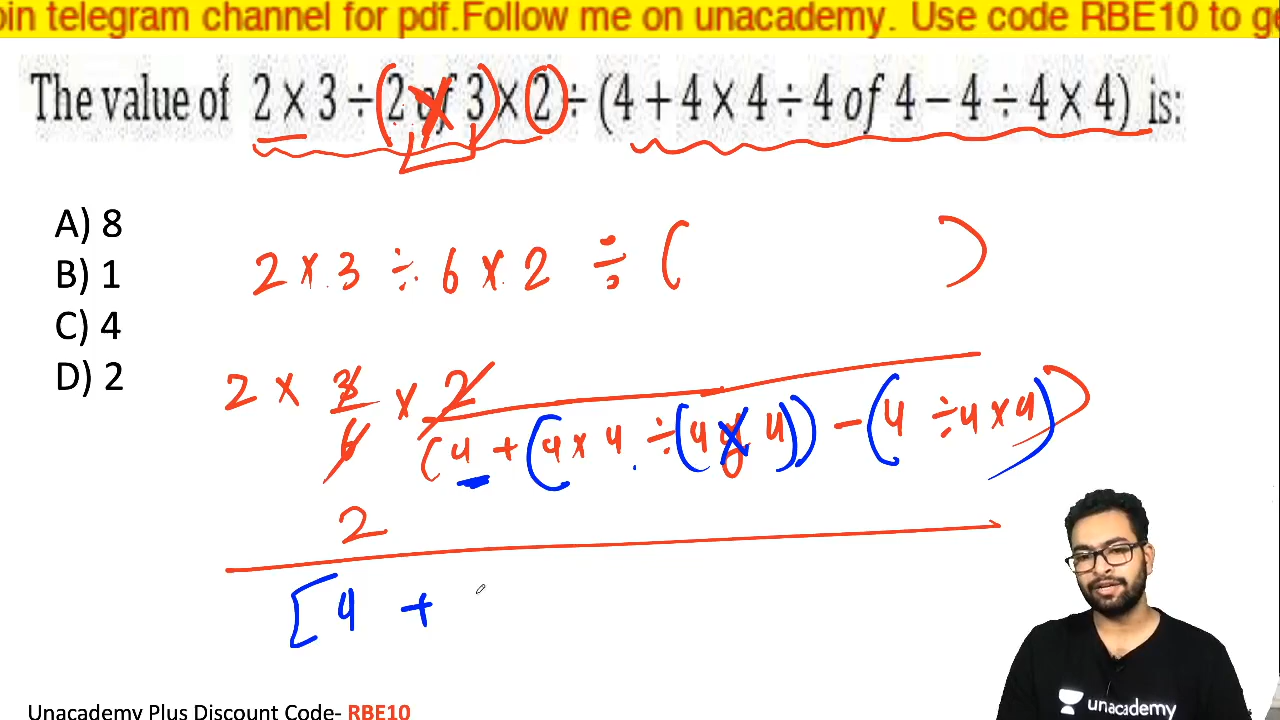 oin telegram channel for pdf.Follow me on unacademy. Use code RBE10 to ge
The value of 2 × 3 ÷ (2 of 3) × 2 ÷ (4 + 4 × 4 ÷ 4 of 4 − 4 ÷ 4 × 4) is:
A) 8
B) 1
C) 4
D) 2
2 × 3 ÷ 6 × 2 ÷ ( )
2 × 3/6 × 2
(4 + (4 × 4 ÷ (4 × 4)) − (4 ÷ 4 × 4))
2
[4 +
unacademy
Unacademy Plus Discount Code- RBE10